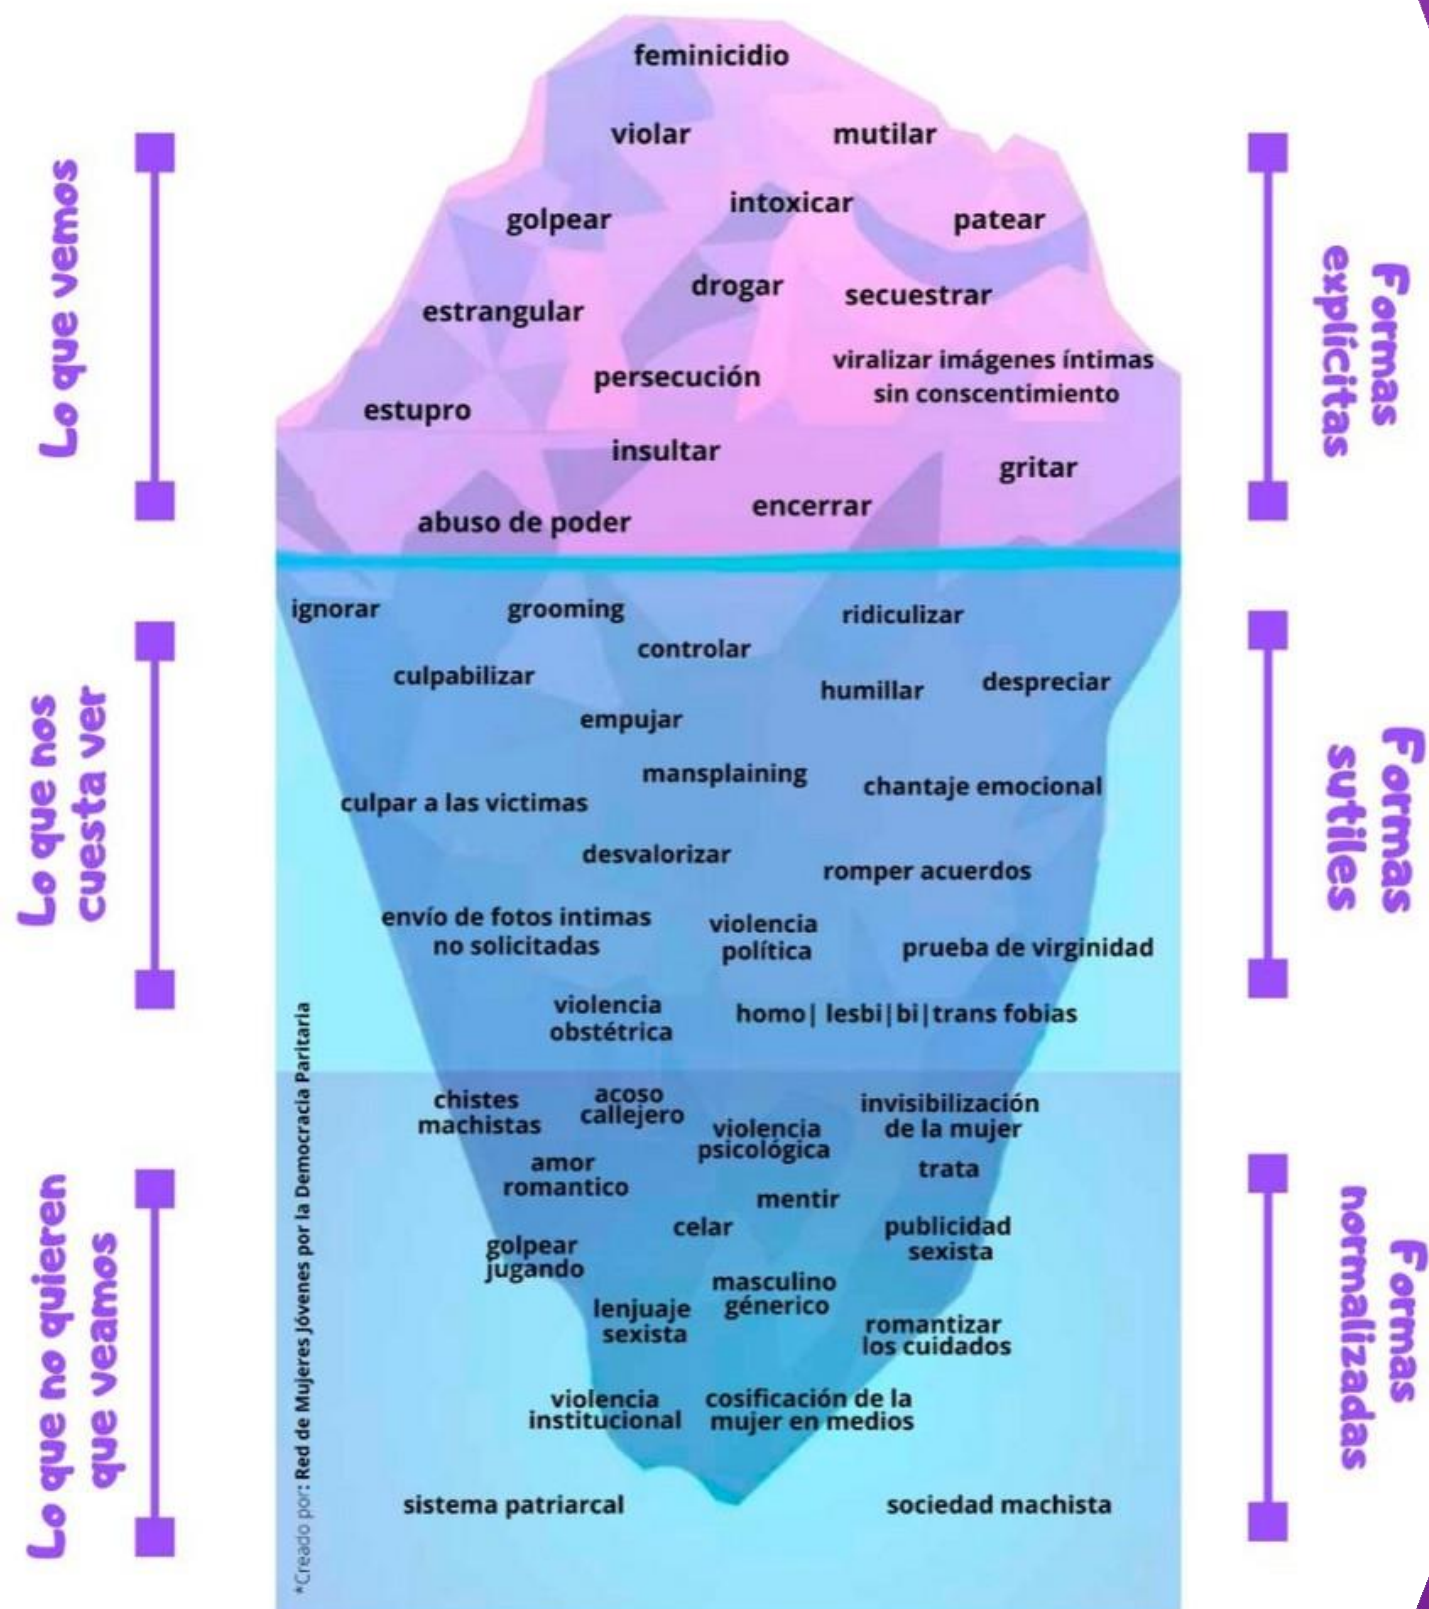 feminicidio
violar
mutilar
intoxicar
golpear
patear
drogar
secuestrar
estrangular
viralizar imágenes íntimas
sin conscentimiento
persecución
estupro
insultar
gritar
encerrar
abuso de poder
Lo que vemos
Formas
explícitas
ignorar
grooming
ridiculizar
controlar
culpabilizar
humillar
despreciar
empujar
mansplaining
chantaje emocional
culpar a las victimas
desvalorizar
romper acuerdos
envío de fotos intimas
no solicitadas
violencia
política
prueba de virginidad
violencia
obstétrica
homo| lesbi|bi|trans fobias
Lo que nos
cuesta ver
Formas
sutiles
chistes
machistas
acoso
callejero
violencia
psicológica
invisibilización
de la mujer
amor
romantico
trata
mentir
celar
publicidad
sexista
golpear
jugando
masculino
génerico
lenjuaje
sexista
romantizar
los cuidados
violencia
institucional
cosificación de la
mujer en medios
sistema patriarcal
sociedad machista
Lo que no quieren
que veamos
Formas
normalizadas
*Creado por: Red de Mujeres Jóvenes por la Democracia Paritaria